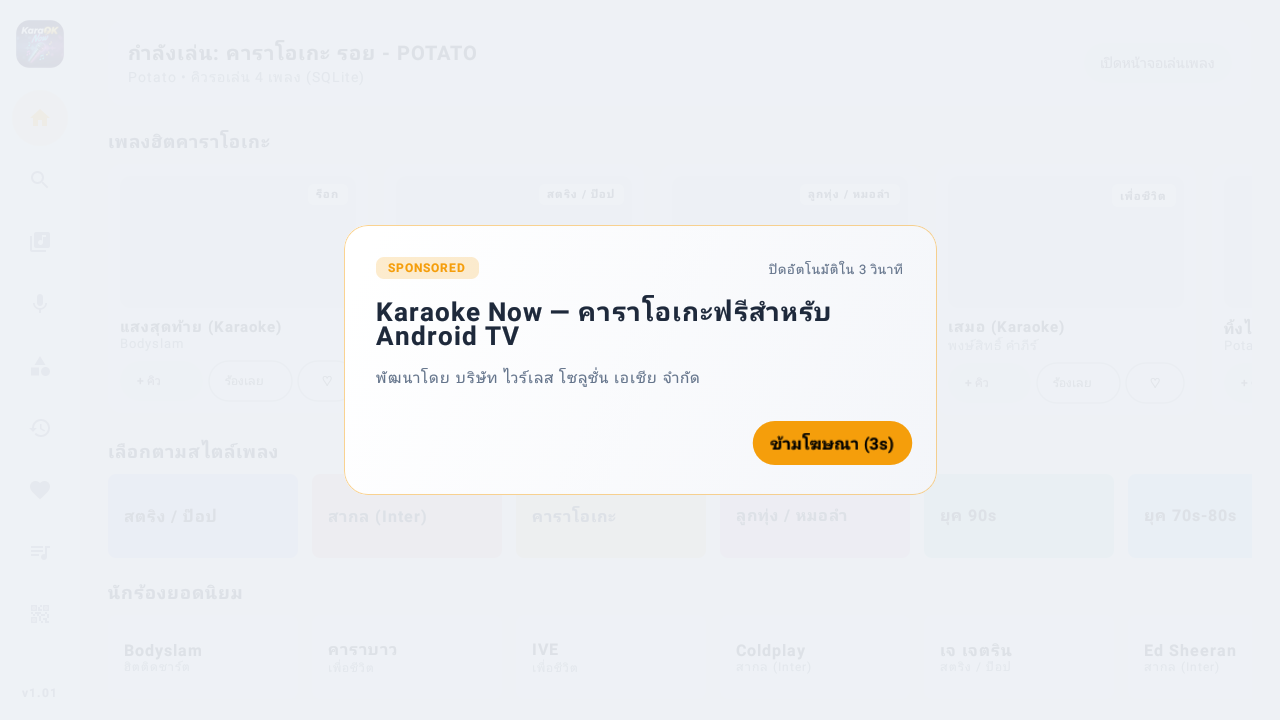 KaraOK
กำลังเล่น: คาราโอเกะ รอย - POTATO
Potato • คิวรอเล่น 4 เพลง (SQLite)
เปิดหน้าจอเล่นเพลง
เพลงฮิตคาราโอเกะ
ร็อก
สตริง / ป๊อป
ลูกทุ่ง / หมอลำ
เพื่อชีวิต
SPONSORED
ปิดอัตโนมัติใน 3 วินาที
Karaoke Now — คาราโอเกะฟรีสำหรับ
Android TV
พัฒนาโดย บริษัท ไวร์เลส โซลูชั่น เอเชีย จำกัด
ข้ามโฆษณา (3s)
แสงสุดท้าย (Karaoke)
Bodyslam
+ คิว
ร้องเลย
♡
เสมอ (Karaoke)
พงษ์สิทธิ์ คำภีร์
+ คิว
ร้องเลย
♡
ทิ้งไ
Pota
+
เลือกตามสไตล์เพลง
สตริง / ป๊อป
สากล (Inter)
คาราโอเกะ
ลูกทุ่ง / หมอลำ
ยุค 90s
ยุค 70s-80s
นักร้องยอดนิยม
Bodyslam
ฮิตติดชาร์ต
คาราบาว
เพื่อชีวิต
IVE
เพื่อชีวิต
Coldplay
สากล (Inter)
เจ เจตริน
สตริง / ป๊อป
Ed Sheeran
สากล (Inter)
v1.01